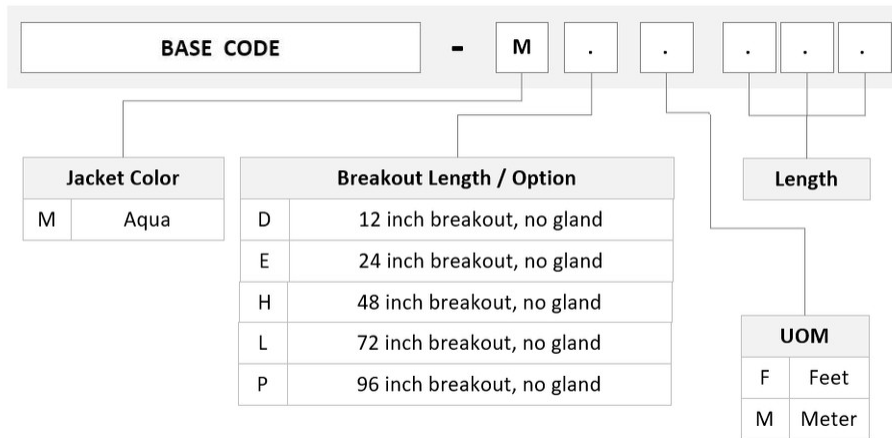 BASE CODE - M . . . . .
Jacket Color
M Aqua
Breakout Length / Option
D 12 inch breakout, no gland
E 24 inch breakout, no gland
H 48 inch breakout, no gland
L 72 inch breakout, no gland
P 96 inch breakout, no gland
Length
UOM
F Feet
M Meter